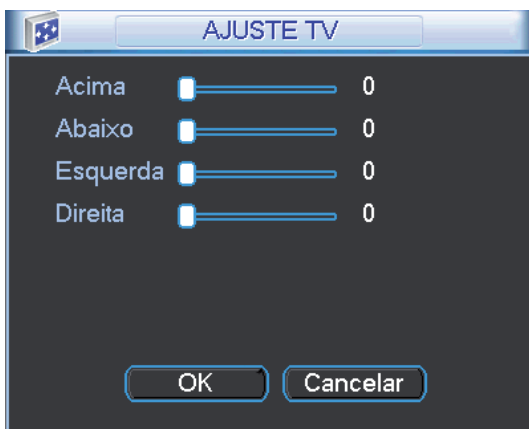 AJUSTE TV
Acima 0
Abaixo 0
Esquerda 0
Direita 0
OK Cancelar